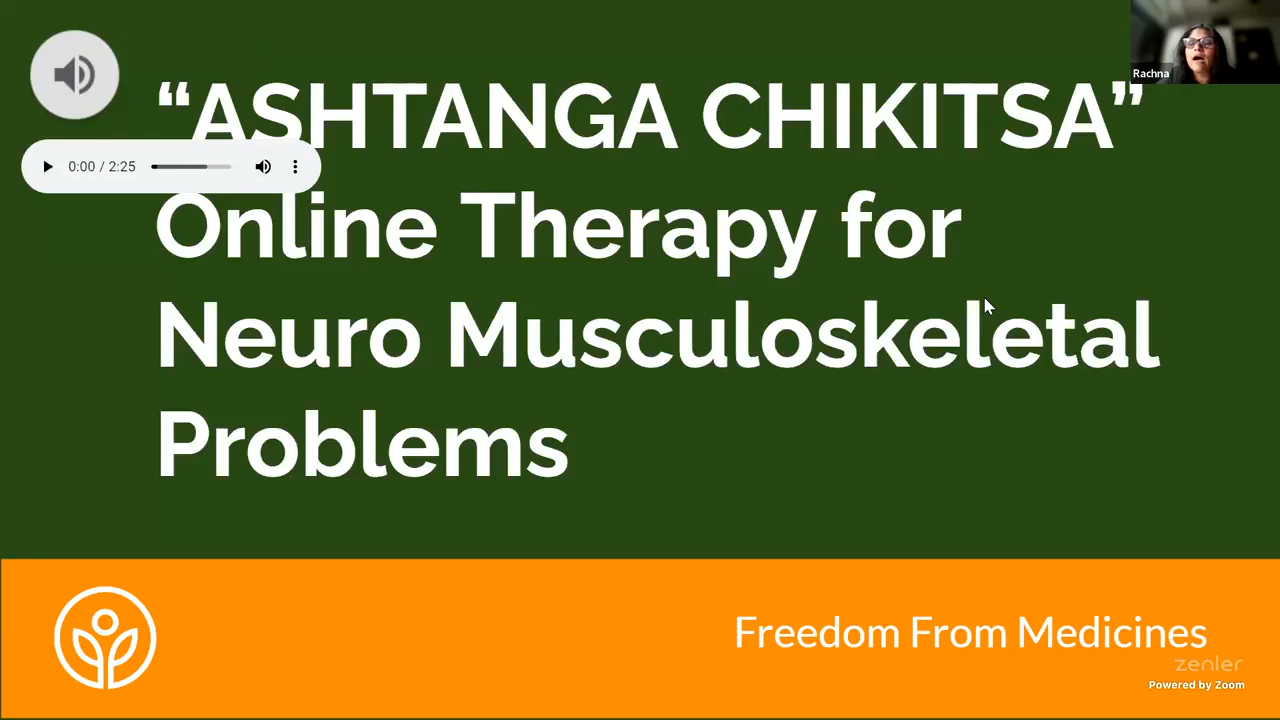 Rachna
“ASHTANGA CHIKITSA”
0:00 / 2:25
Online Therapy for
Neuro Musculoskeletal
Problems
Freedom From Medicines
zenler
Powered by Zoom